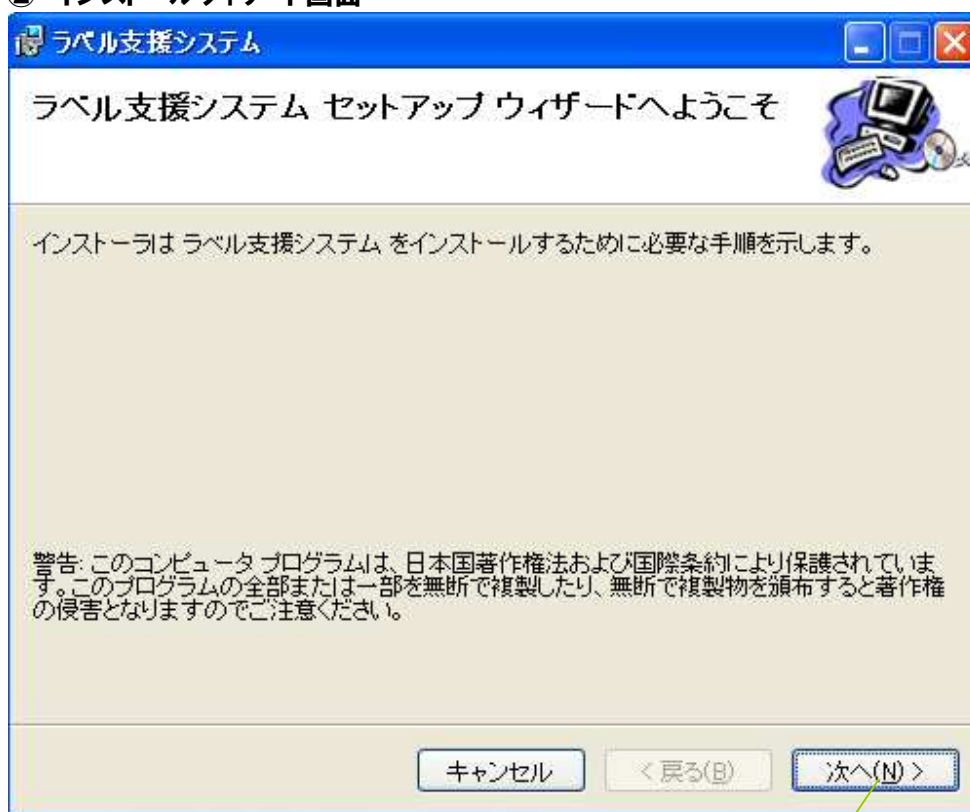 ラベル支援システム
ラベル支援システム セットアップ ウィザードへようこそ
インストーラは ラベル支援システム をインストールするために必要な手順を示します。
警告: このコンピュータ プログラムは、日本国著作権法および国際条約により保護されていま
す。このプログラムの全部または一部を無断で複製したり、無断で複製物を頒布すると著作権
の侵害となりますのでご注意ください。
キャンセル
< 戻る(B)
次へ(N) >